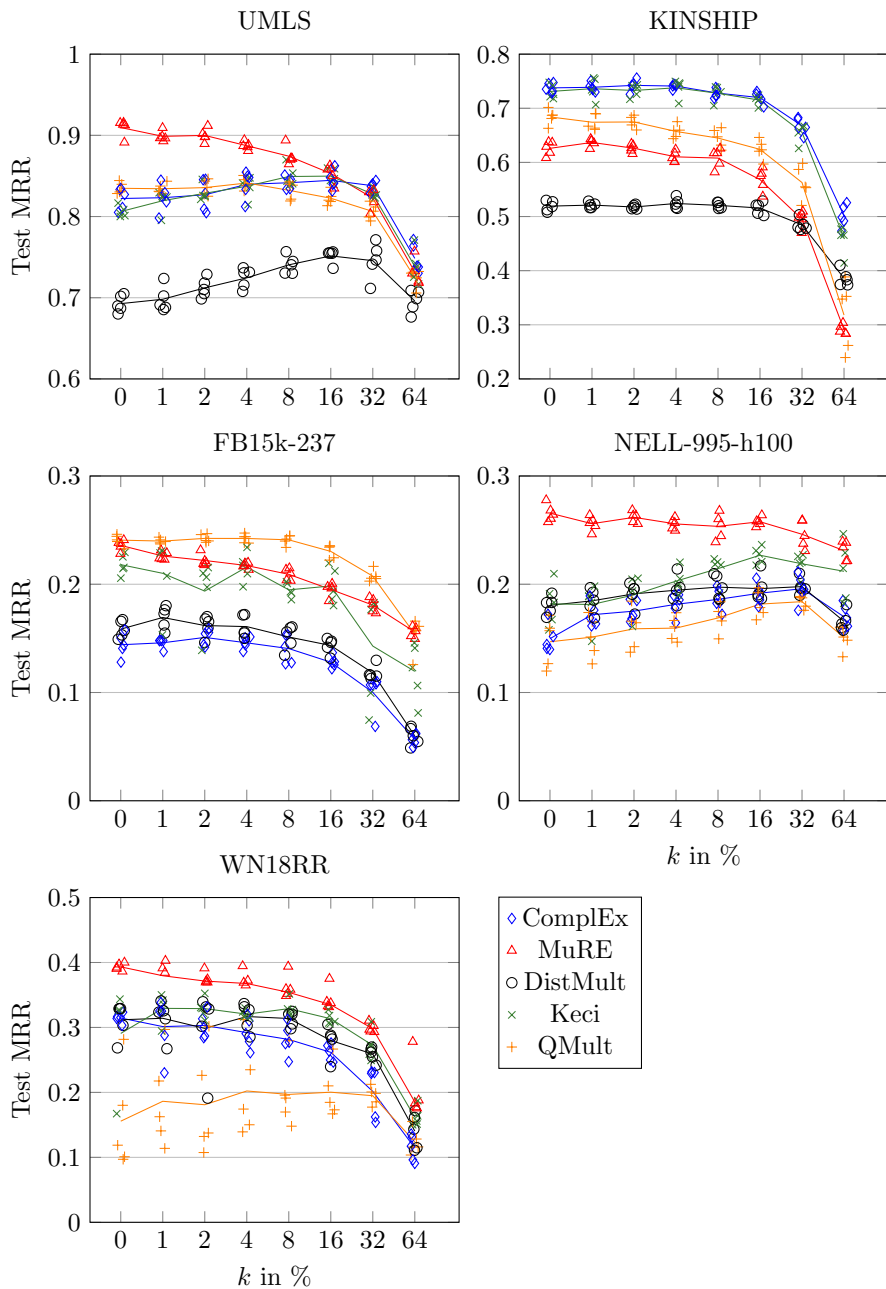 UMLS
KINSHIP
1
0.9
0.8
0.7
0.6
Test MRR
0 1 2 4 8 16 32 64
0.8
0.7
0.6
0.5
0.4
0.3
0.2
0 1 2 4 8 16 32 64
FB15k-237
NELL-995-h100
0.3
0.2
0.1
0
Test MRR
0 1 2 4 8 16 32 64
0.3
0.2
0.1
0
0 1 2 4 8 16 32 64
k in %
WN18RR
0.5
0.4
0.3
0.2
0.1
0
Test MRR
0 1 2 4 8 16 32 64
k in %
ComplEx
MuRE
DistMult
Keci
QMult